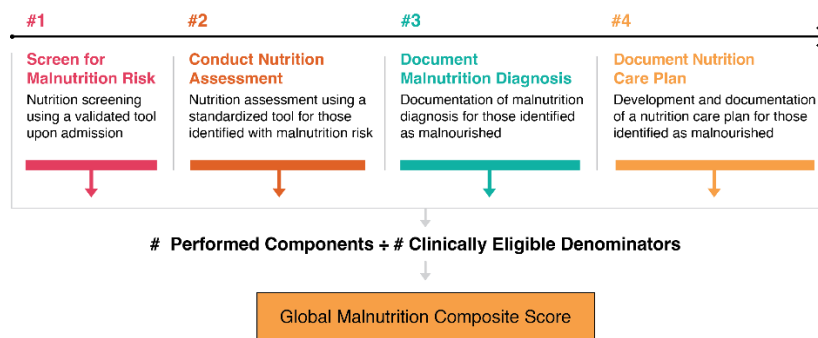 #1
Screen for
Malnutrition Risk
Nutrition screening
using a validated tool
upon admission
#2
Conduct Nutrition
Assessment
Nutrition assessment using a
standardized tool for those
identified with malnutrition risk
#3
Document
Malnutrition Diagnosis
Documentation of malnutrition
diagnosis for those identified
as malnourished
#4
Document Nutrition
Care Plan
Development and documentation
of a nutrition care plan for those
identified as malnourished
# Performed Components ÷ # Clinically Eligible Denominators
Global Malnutrition Composite Score